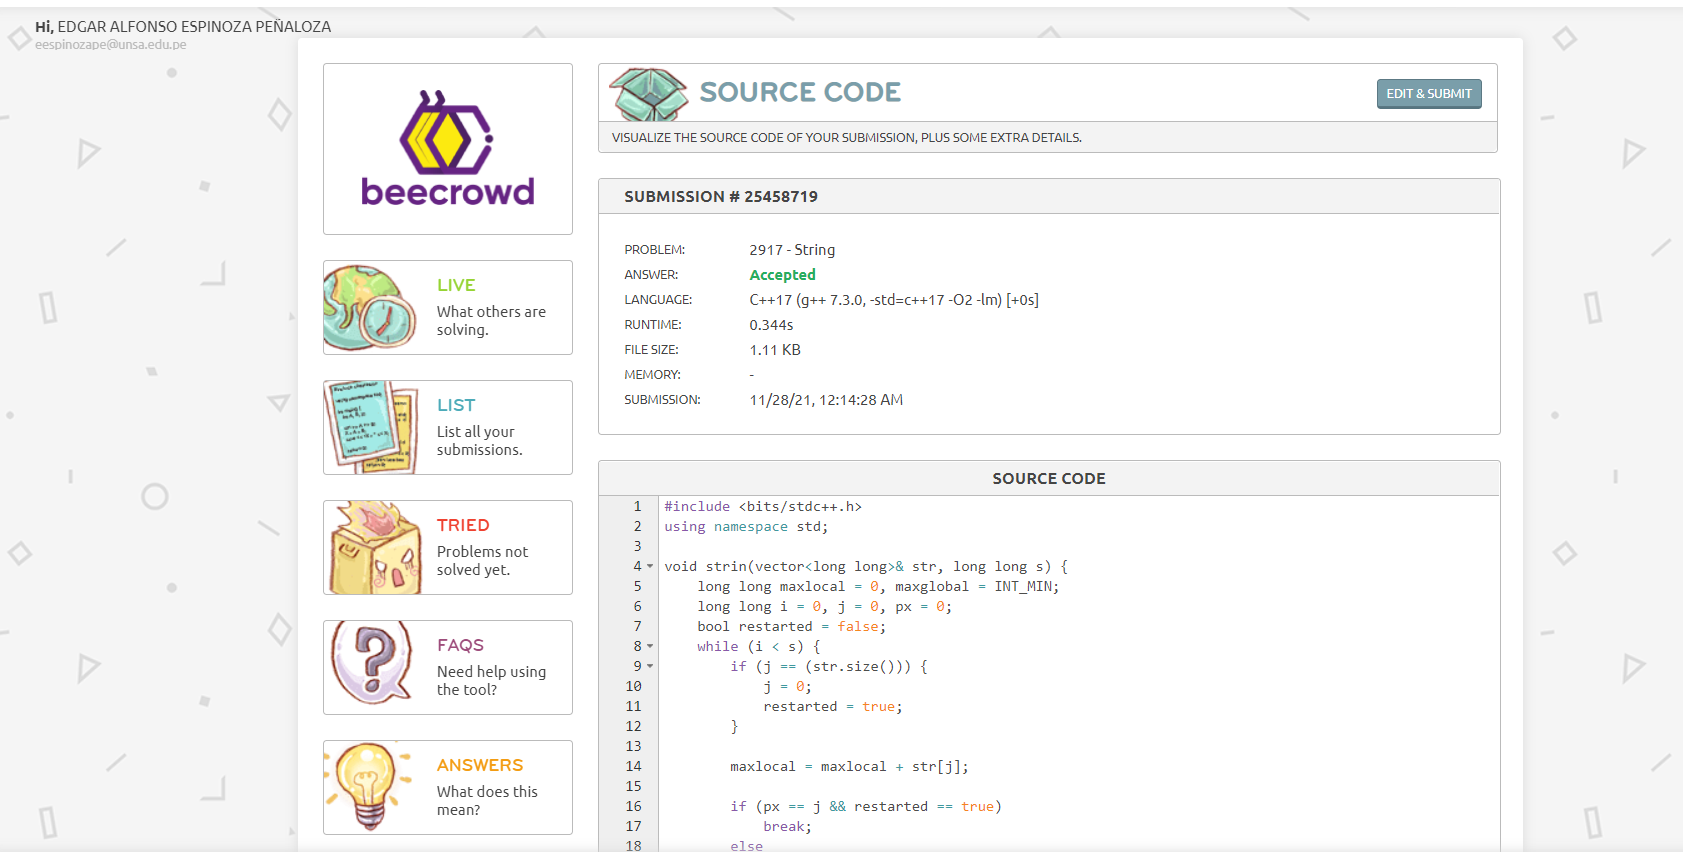 Hi, EDGAR ALFONSO ESPINOZA PEÑALOZA
eespinozape@unsa.edu.pe
beecrowd
LIVE
What others are
solving.
LIST
List all your
submissions.
TRIED
Problems not
solved yet.
FAQS
Need help using
the tool?
ANSWERS
What does this
mean?
SOURCE CODE
EDIT & SUBMIT
VISUALIZE THE SOURCE CODE OF YOUR SUBMISSION, PLUS SOME EXTRA DETAILS.
SUBMISSION # 25458719
PROBLEM: 2917 - String
ANSWER: Accepted
LANGUAGE: C++17 (g++ 7.3.0, -std=c++17 -O2 -lm) [+0s]
RUNTIME: 0.344s
FILE SIZE: 1.11 KB
MEMORY: -
SUBMISSION: 11/28/21, 12:14:28 AM
SOURCE CODE
1 #include <bits/stdc++.h>
2 using namespace std;
3
4 void strin(vector<long long>& str, long long s) {
5     long long maxlocal = 0, maxglobal = INT_MIN;
6     long long i = 0, j = 0, px = 0;
7     bool restarted = false;
8     while (i < s) {
9         if (j == (str.size())) {
10             j = 0;
11             restarted = true;
12         }
13
14         maxlocal = maxlocal + str[j];
15
16         if (px == j && restarted == true)
17             break;
18         else